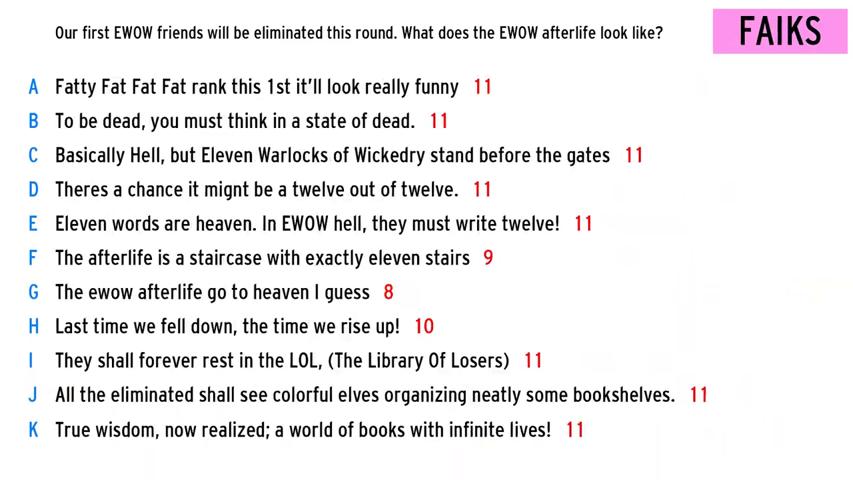 Our first EWOW friends will be eliminated this round. What does the EWOW afterlife look like?
FAIKS
A Fatty Fat Fat Fat rank this 1st it'll look really funny 11
B To be dead, you must think in a state of dead. 11
C Basically Hell, but Eleven Warlocks of Wickedry stand before the gates 11
D Theres a chance it mignt be a twelve out of twelve. 11
E Eleven words are heaven. In EWOW hell, they must write twelve! 11
F The afterlife is a staircase with exactly eleven stairs 9
G The ewow afterlife go to heaven I guess 8
H Last time we fell down, the time we rise up! 10
I They shall forever rest in the LOL, (The Library Of Losers) 11
J All the eliminated shall see colorful elves organizing neatly some bookshelves. 11
K True wisdom, now realized; a world of books with infinite lives! 11